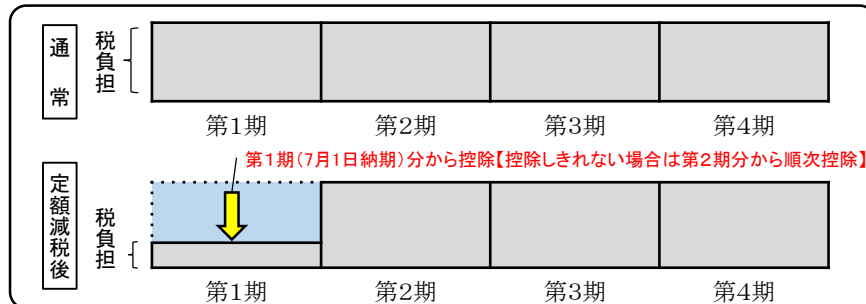 通常
税負担
第1期 第2期 第3期 第4期
第1期(7月1日納期)分から控除【控除しきれない場合は第2期分から順次控除】
定額減税後
税負担
第1期 第2期 第3期 第4期